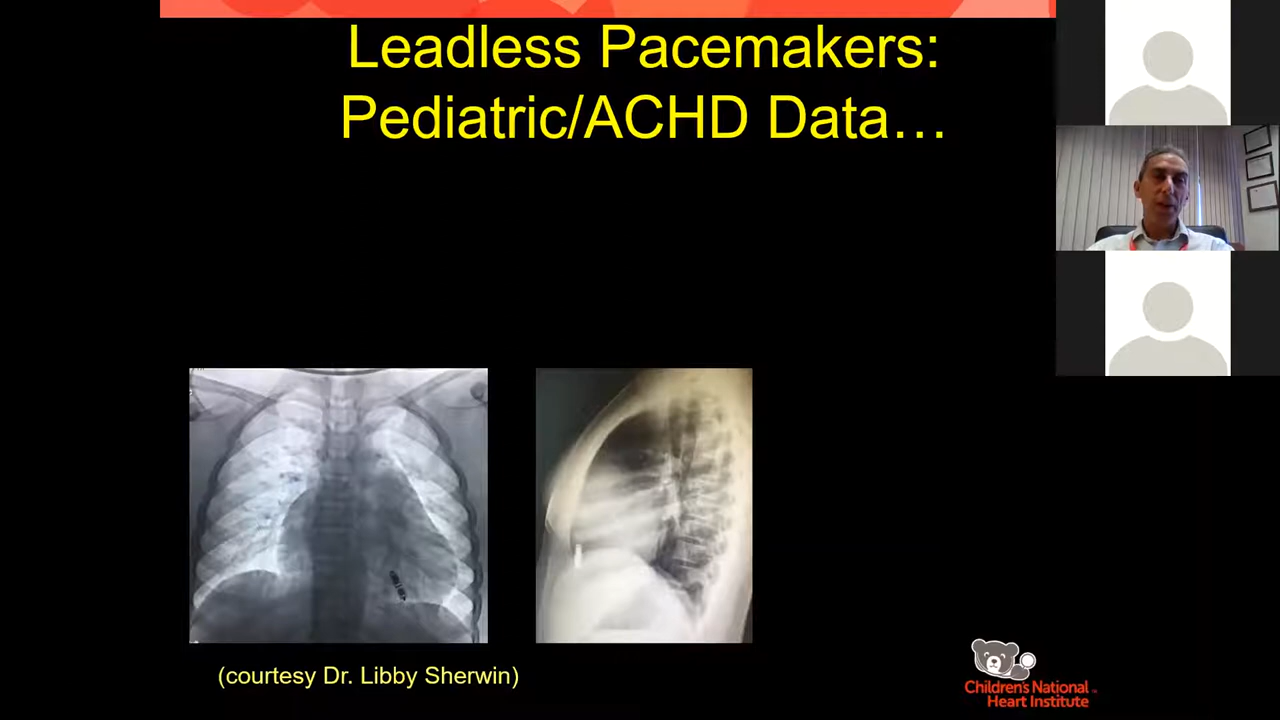 Leadless Pacemakers:
Pediatric/ACHD Data…
(courtesy Dr. Libby Sherwin)
Children's National
Heart Institute